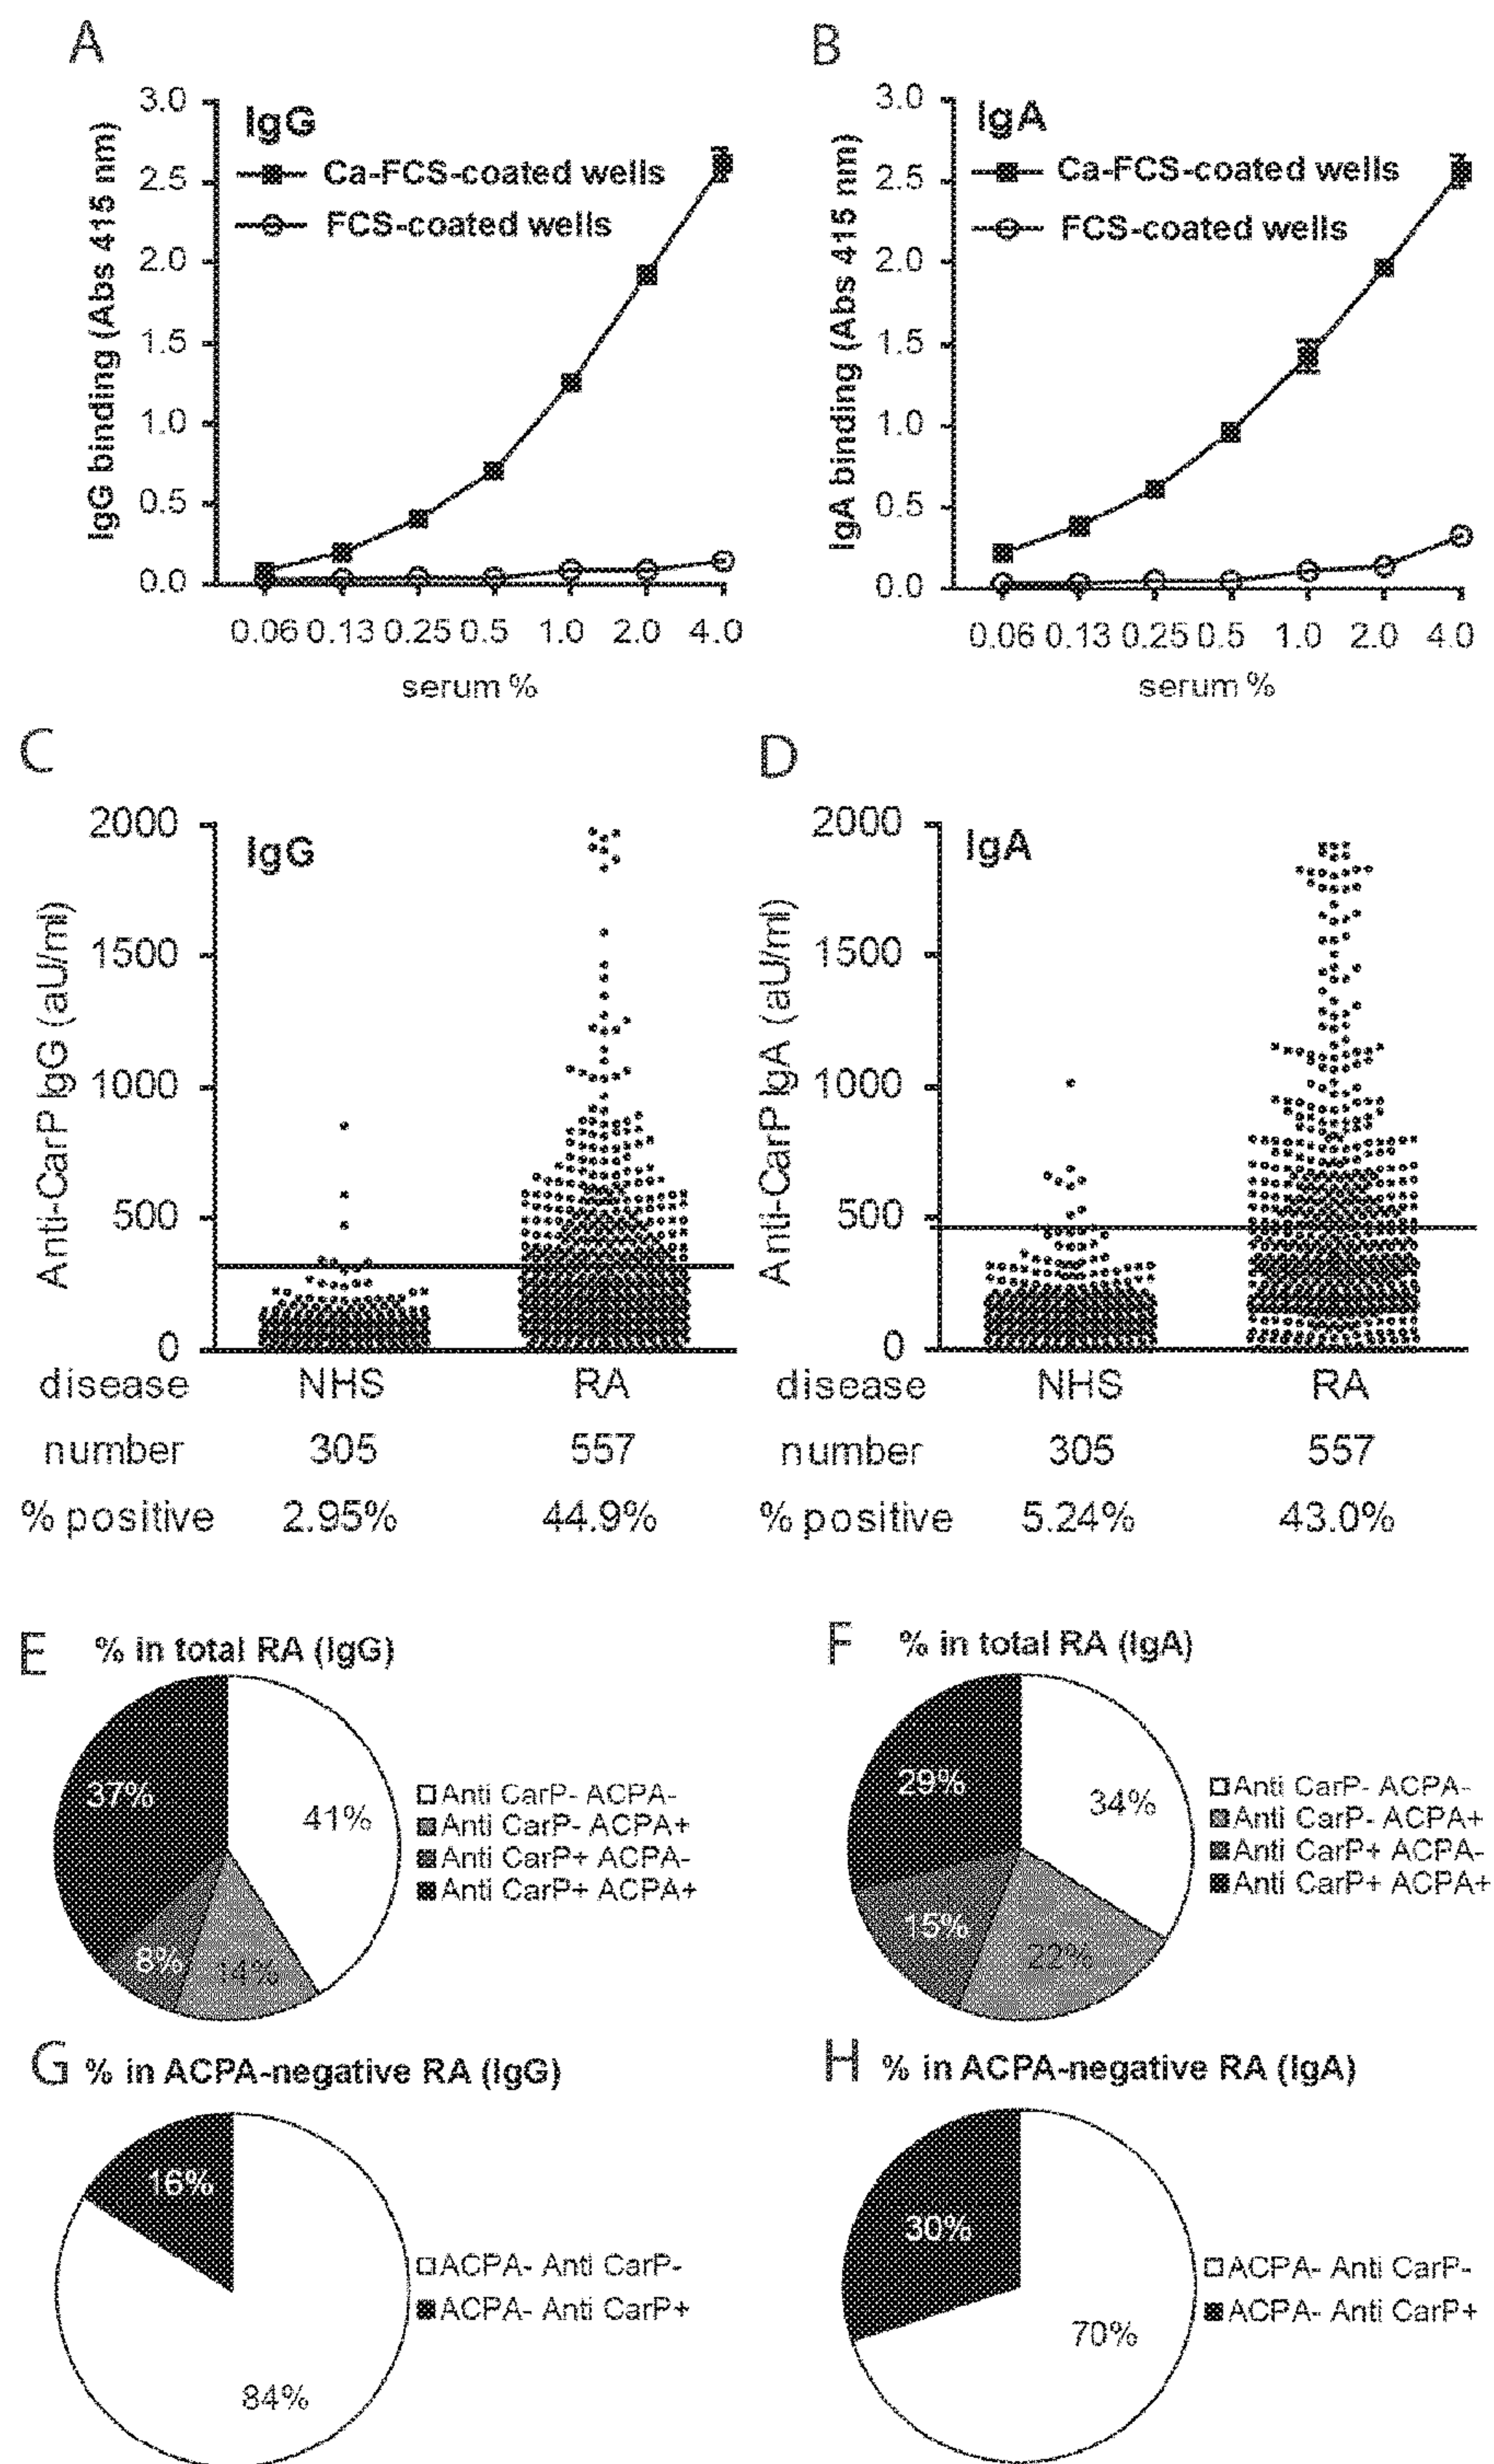 A
IgG
Ca-FCS-coated wells
FCS-coated wells
IgG binding (Abs 415 nm)
3.0
2.5
2.0
1.5
1.0
0.5
0.0
0.06 0.13 0.25 0.5 1.0 2.0 4.0
serum %
B
IgA
Ca-FCS-coated wells
FCS-coated wells
IgA binding (Abs 415 nm)
3.0
2.5
2.0
1.5
1.0
0.5
0.0
0.06 0.13 0.25 0.5 1.0 2.0 4.0
serum %
C
IgG
Anti-CarP IgG (aU/ml)
2000
1500
1000
500
0
disease NHS RA
number 305 557
% positive 2.95% 44.9%
D
IgA
Anti-CarP IgA (aU/ml)
2000
1500
1000
500
0
disease NHS RA
number 305 557
% positive 5.24% 43.0%
E % in total RA (IgG)
37%
41%
8%
14%
Anti CarP- ACPA-
Anti CarP- ACPA+
Anti CarP+ ACPA-
Anti CarP+ ACPA+
F % in total RA (IgA)
29%
34%
15%
22%
Anti CarP- ACPA-
Anti CarP- ACPA+
Anti CarP+ ACPA-
Anti CarP+ ACPA+
G % in ACPA-negative RA (IgG)
16%
84%
ACPA- Anti CarP-
ACPA- Anti CarP+
H % in ACPA-negative RA (IgA)
30%
70%
ACPA- Anti CarP-
ACPA- Anti CarP+